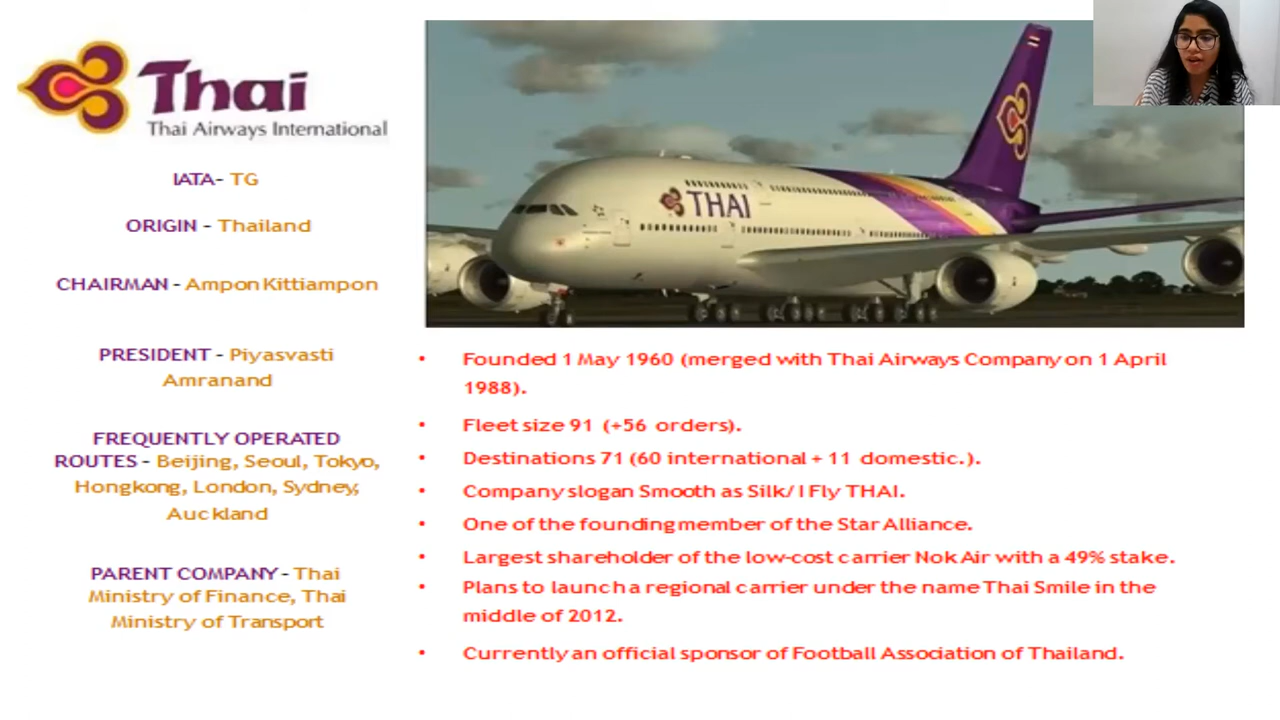 Thai
Thai Airways International
IATA- TG
ORIGIN - Thailand
CHAIRMAN - Ampon Kittiampon
PRESIDENT - Piyasvasti
Amranand
FREQUENTLY OPERATED
ROUTES - Beijing, Seoul, Tokyo,
Hongkong, London, Sydney,
Auckland
PARENT COMPANY - Thai
Ministry of Finance, Thai
Ministry of Transport
THAI
• Founded 1 May 1960 (merged with Thai Airways Company on 1 April
1988).
• Fleet size 91 (+56 orders).
• Destinations 71 (60 international + 11 domestic.).
• Company slogan Smooth as Silk/ I Fly THAI.
• One of the founding member of the Star Alliance.
• Largest shareholder of the low-cost carrier Nok Air with a 49% stake.
• Plans to launch a regional carrier under the name Thai Smile in the
middle of 2012.
• Currently an official sponsor of Football Association of Thailand.